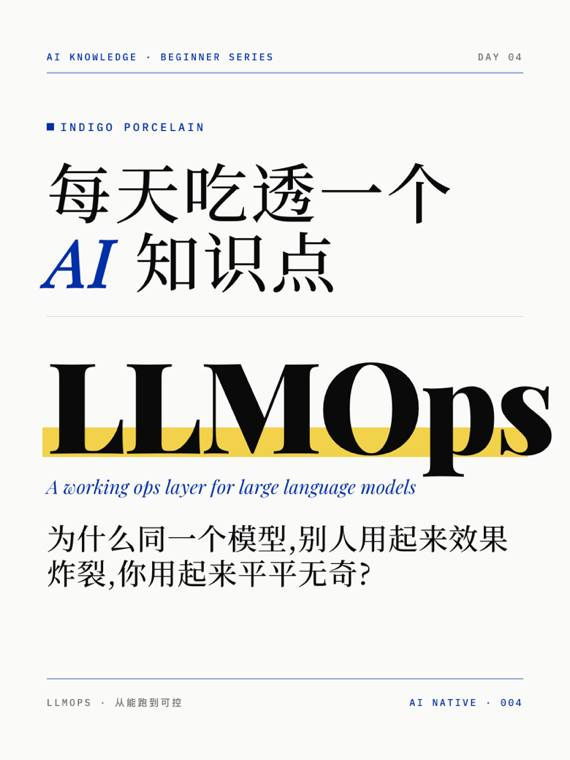 AI KNOWLEDGE · BEGINNER SERIES
DAY 04
INDIGO PORCELAIN
每天吃透一个
AI 知识点
LLMOps
A working ops layer for large language models
为什么同一个模型,别人用起来效果
炸裂,你用起来平平无奇?
LLMOPS · 从能跑到可控
AI NATIVE · 004